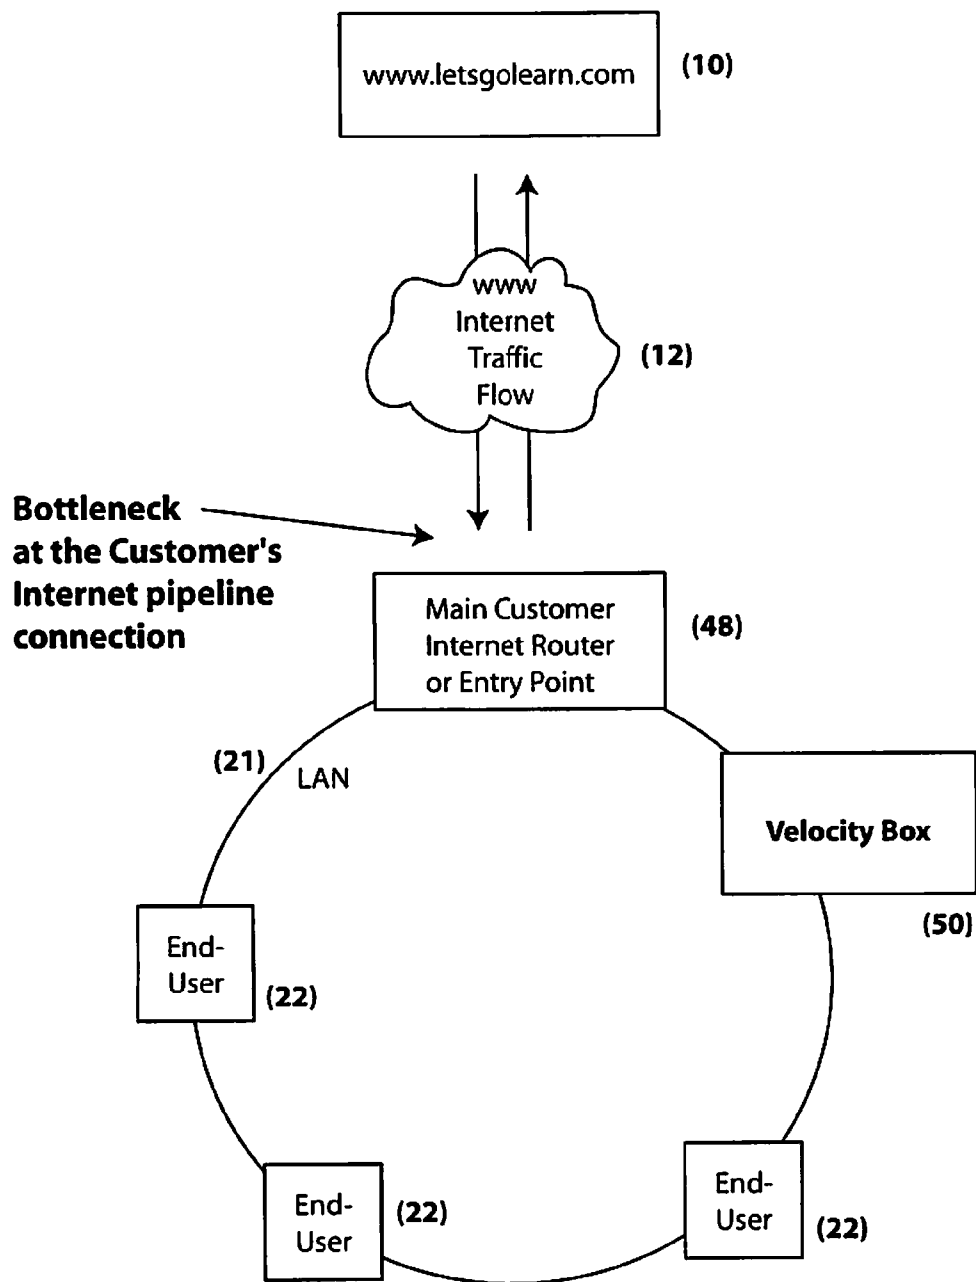 www.letsgolearn.com
(10)
www
Internet
Traffic
Flow
(12)
Bottleneck
at the Customer's
Internet pipeline
connection
Main Customer
Internet Router
or Entry Point
(48)
(21)
LAN
Velocity Box
(50)
End-
User
(22)
End-
User
(22)
End-
User
(22)